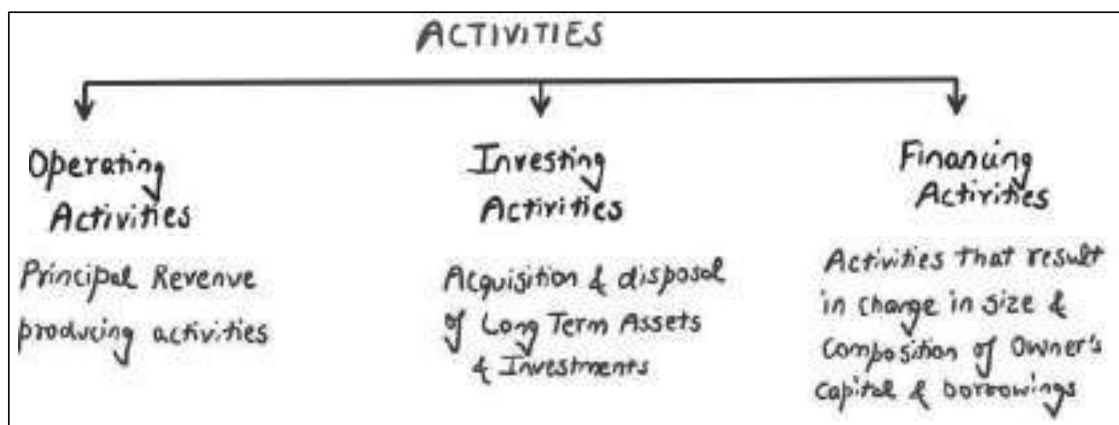 ACTIVITIES
Operating
Activities
Principal Revenue
producing activities
Investing
Activities
Acquisition & disposal
of Long Term Assets
& Investments
Financing
Activities
Activities that result
in change in size &
composition of Owner's
capital & borrowings